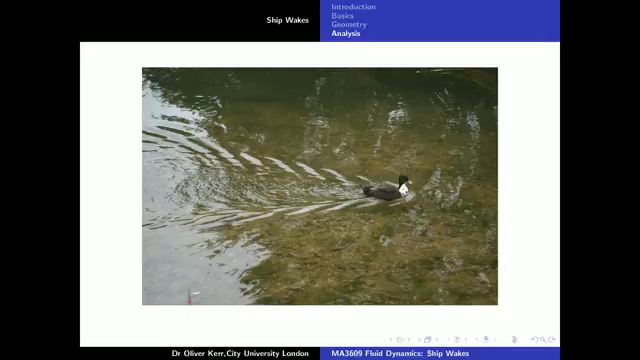 Ship Wakes
Introduction
Basics
Geometry
Analysis
Dr Oliver Kerr,City University London
MA3609 Fluid Dynamics: Ship Wakes